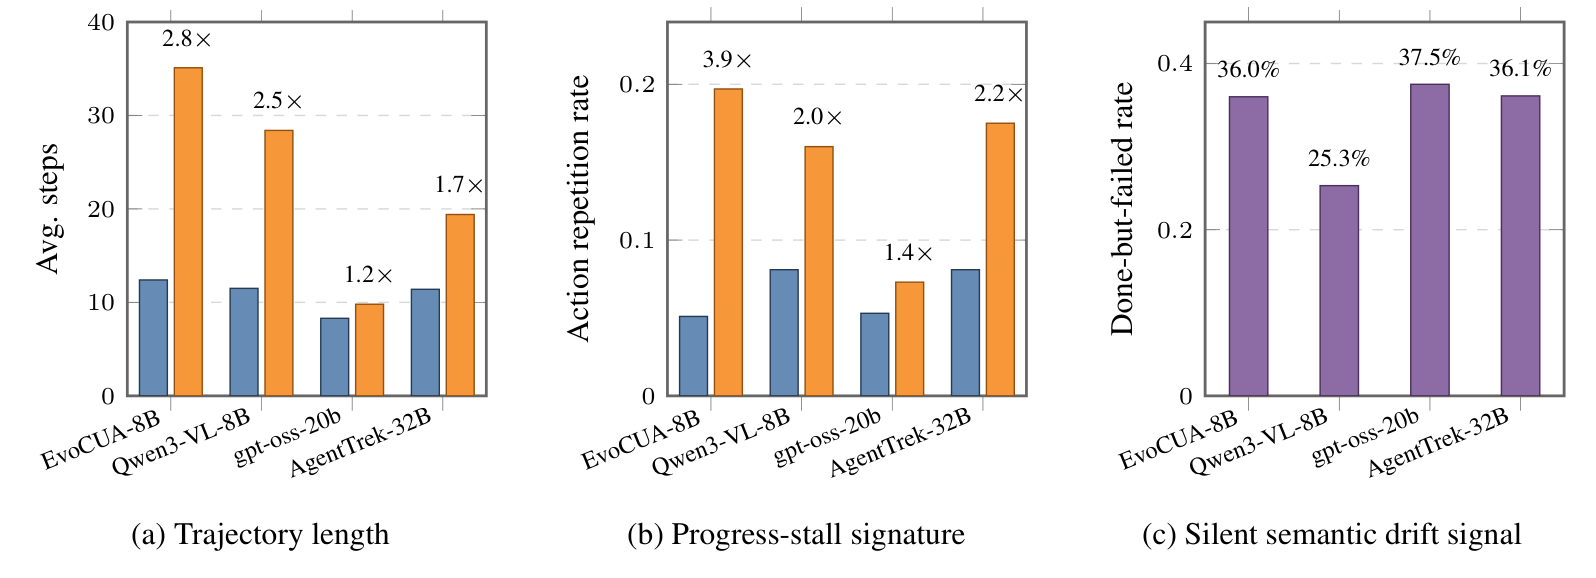 Avg. steps
40
30
20
10
0
2.8×
2.5×
1.2×
1.7×
EvoCUA-8B
Qwen3-VL-8B
gpt-oss-20b
AgentTrek-32B
(a) Trajectory length
Action repetition rate
0.2
0.1
0
3.9×
2.0×
1.4×
2.2×
EvoCUA-8B
Qwen3-VL-8B
gpt-oss-20b
AgentTrek-32B
(b) Progress-stall signature
Done-but-failed rate
0.4
0.2
0
36.0%
25.3%
37.5%
36.1%
EvoCUA-8B
Qwen3-VL-8B
gpt-oss-20b
AgentTrek-32B
(c) Silent semantic drift signal